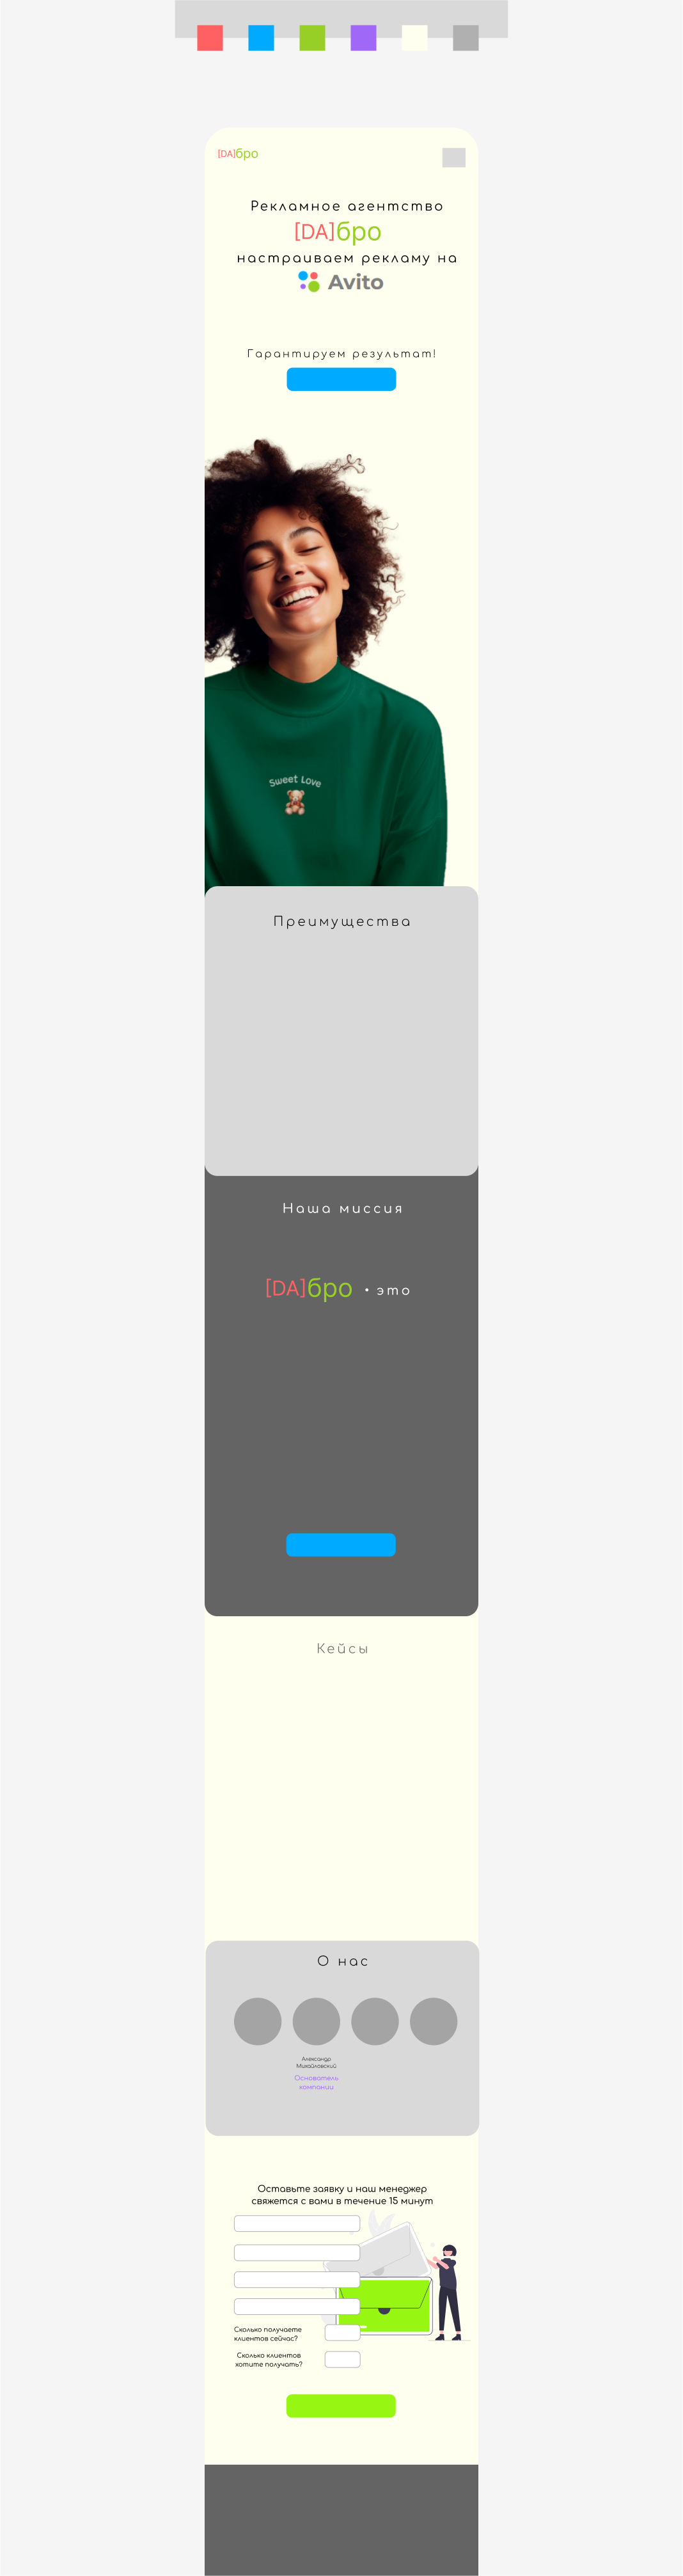 [DA]бро
Рекламное агентство
[DA]бро
настраиваем рекламу на
Avito
Гарантируем результат!
Sweet Love
Преимущества
Наша миссия
[DA]бро • это
Кейсы
О нас
Александр
Михайловский
Основатель
компании
Оставьте заявку и наш менеджер
свяжется с вами в течение 15 минут
Сколько получаете
клиентов сейчас?
Сколько клиентов
хотите получать?